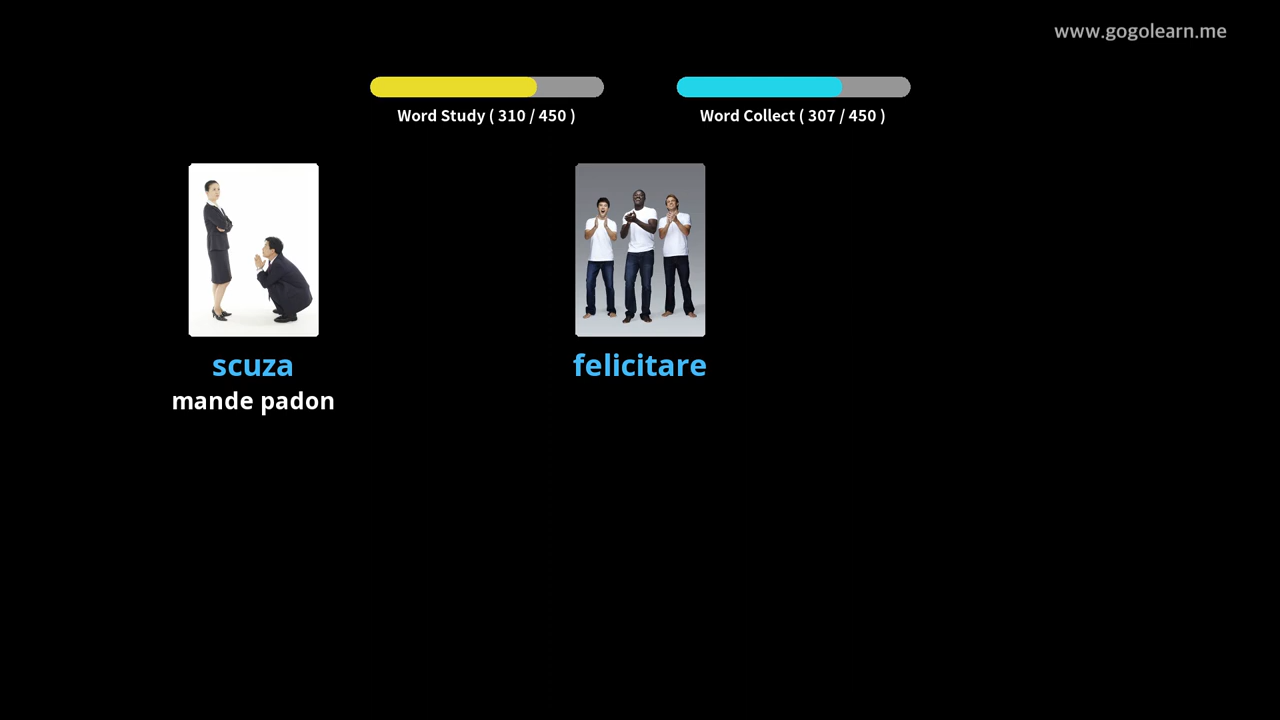 www.gogolearn.me
Word Study ( 310 / 450 )
Word Collect ( 307 / 450 )
scuza
felicitare
mande padon